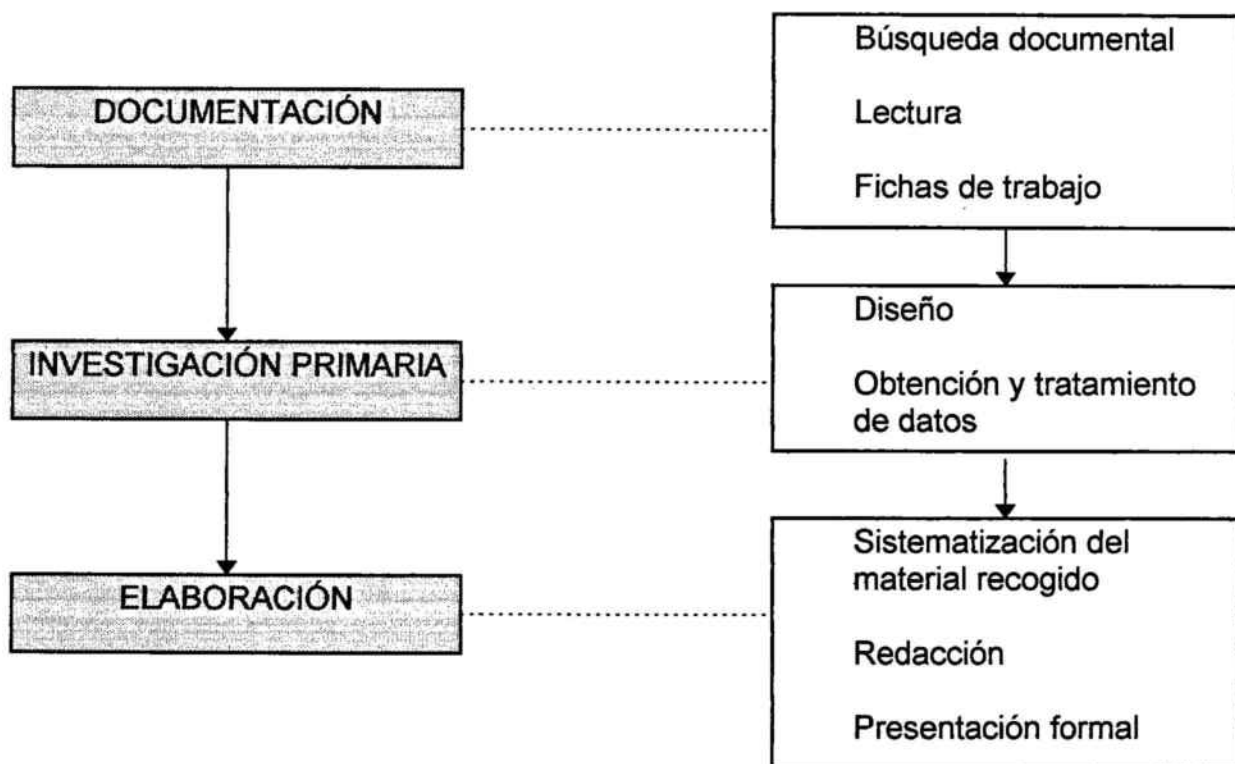 DOCUMENTACIÓN
Búsqueda documental
Lectura
Fichas de trabajo
INVESTIGACIÓN PRIMARIA
Diseño
Obtención y tratamiento
de datos
ELABORACIÓN
Sistematización del
material recogido
Redacción
Presentación formal